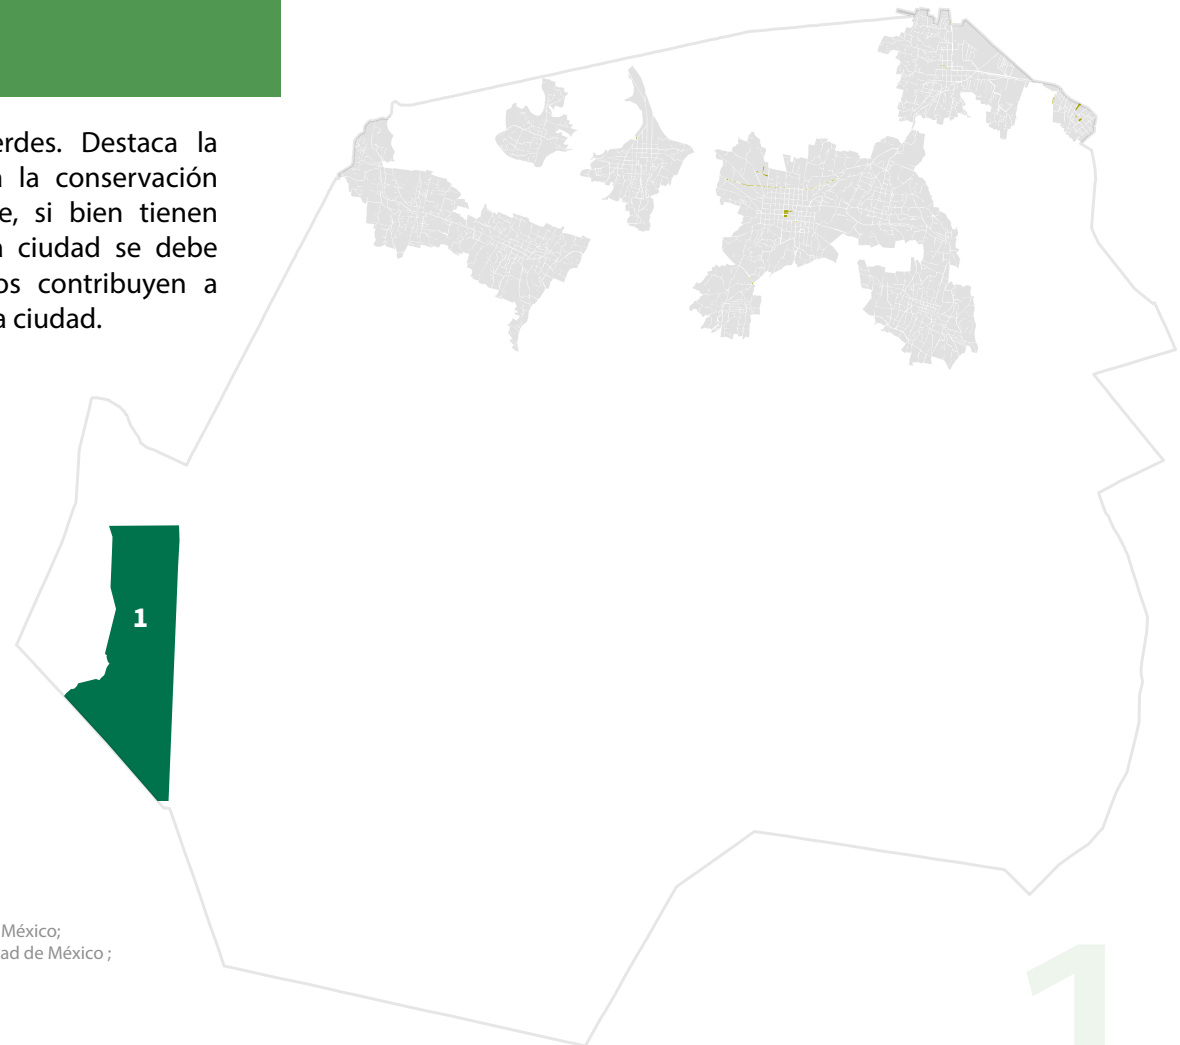 erdes. Destaca la
la conservación
e, si bien tienen
ciudad se debe
os contribuyen a
a ciudad.
1
México;
ad de México ;
1